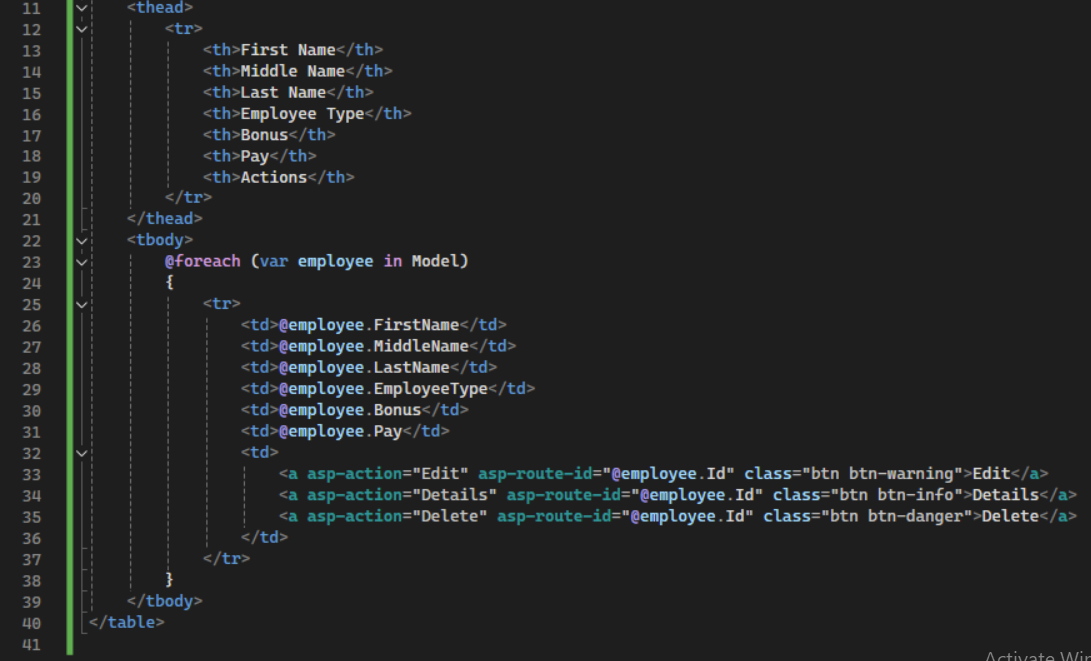 11 <thead>
12 <tr>
13 <th>First Name</th>
14 <th>Middle Name</th>
15 <th>Last Name</th>
16 <th>Employee Type</th>
17 <th>Bonus</th>
18 <th>Pay</th>
19 <th>Actions</th>
20 </tr>
21 </thead>
22 <tbody>
23 @foreach (var employee in Model)
24 {
25 <tr>
26 <td>@employee.FirstName</td>
27 <td>@employee.MiddleName</td>
28 <td>@employee.LastName</td>
29 <td>@employee.EmployeeType</td>
30 <td>@employee.Bonus</td>
31 <td>@employee.Pay</td>
32 <td>
33 <a asp-action="Edit" asp-route-id="@employee.Id" class="btn btn-warning">Edit</a>
34 <a asp-action="Details" asp-route-id="@employee.Id" class="btn btn-info">Details</a>
35 <a asp-action="Delete" asp-route-id="@employee.Id" class="btn btn-danger">Delete</a>
36 </td>
37 </tr>
38 }
39 </tbody>
40 </table>
41
Activate Win